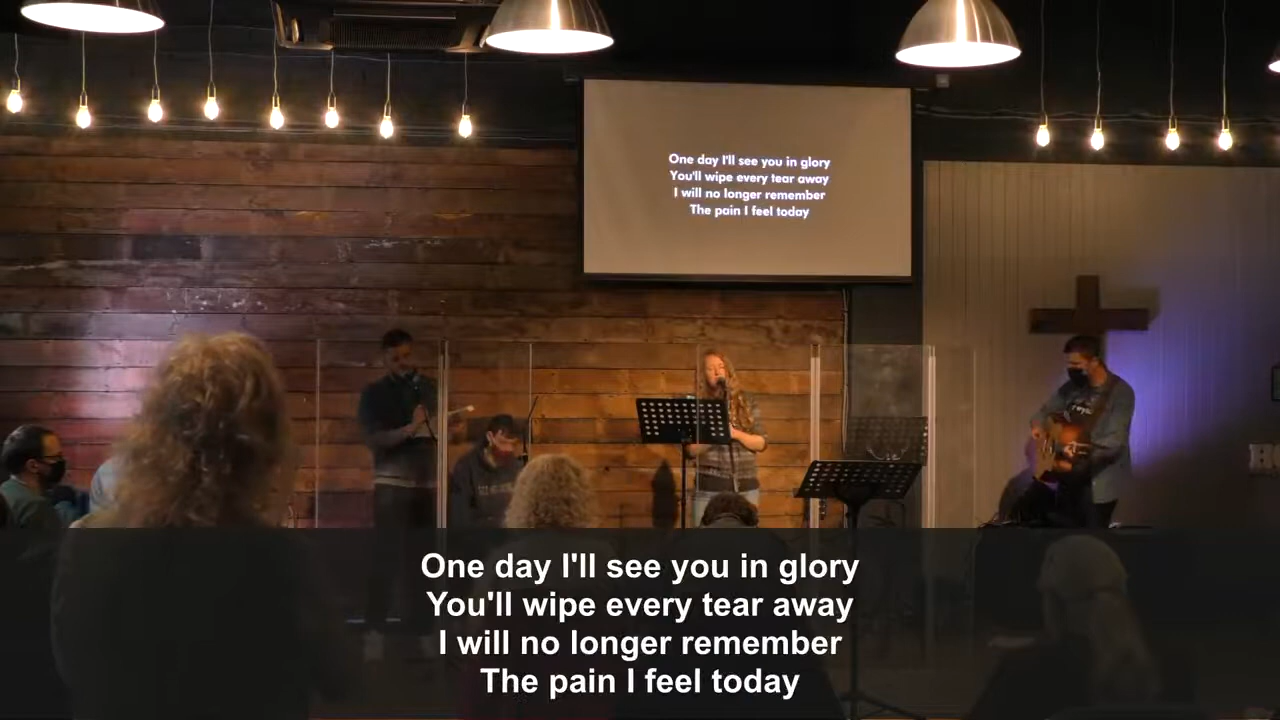 One day I'll see you in glory
You'll wipe every tear away
I will no longer remember
The pain I feel today
One day I'll see you in glory
You'll wipe every tear away
I will no longer remember
The pain I feel today